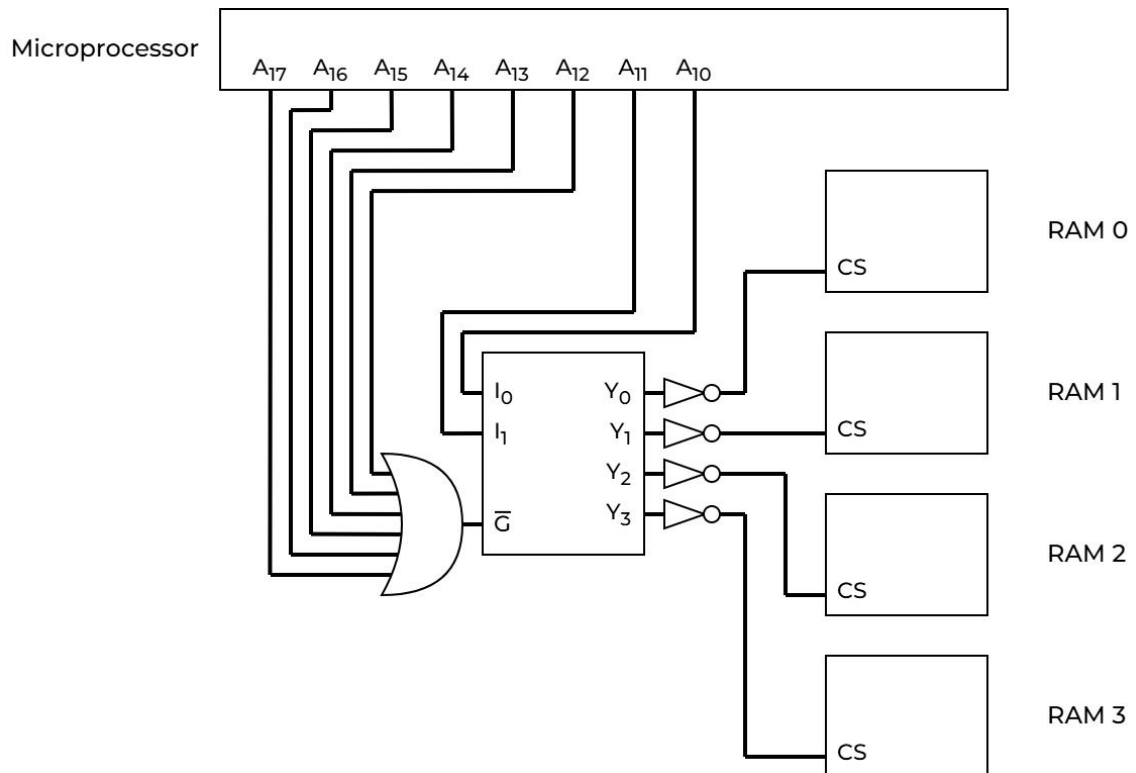 Microprocessor
A₁₇ A₁₆ A₁₅ A₁₄ A₁₃ A₁₂ A₁₁ A₁₀
RAM 0
CS
I₀ Y₀
RAM 1
I₁ Y₁
CS
Y₂
G̅ Y₃
RAM 2
CS
RAM 3
CS